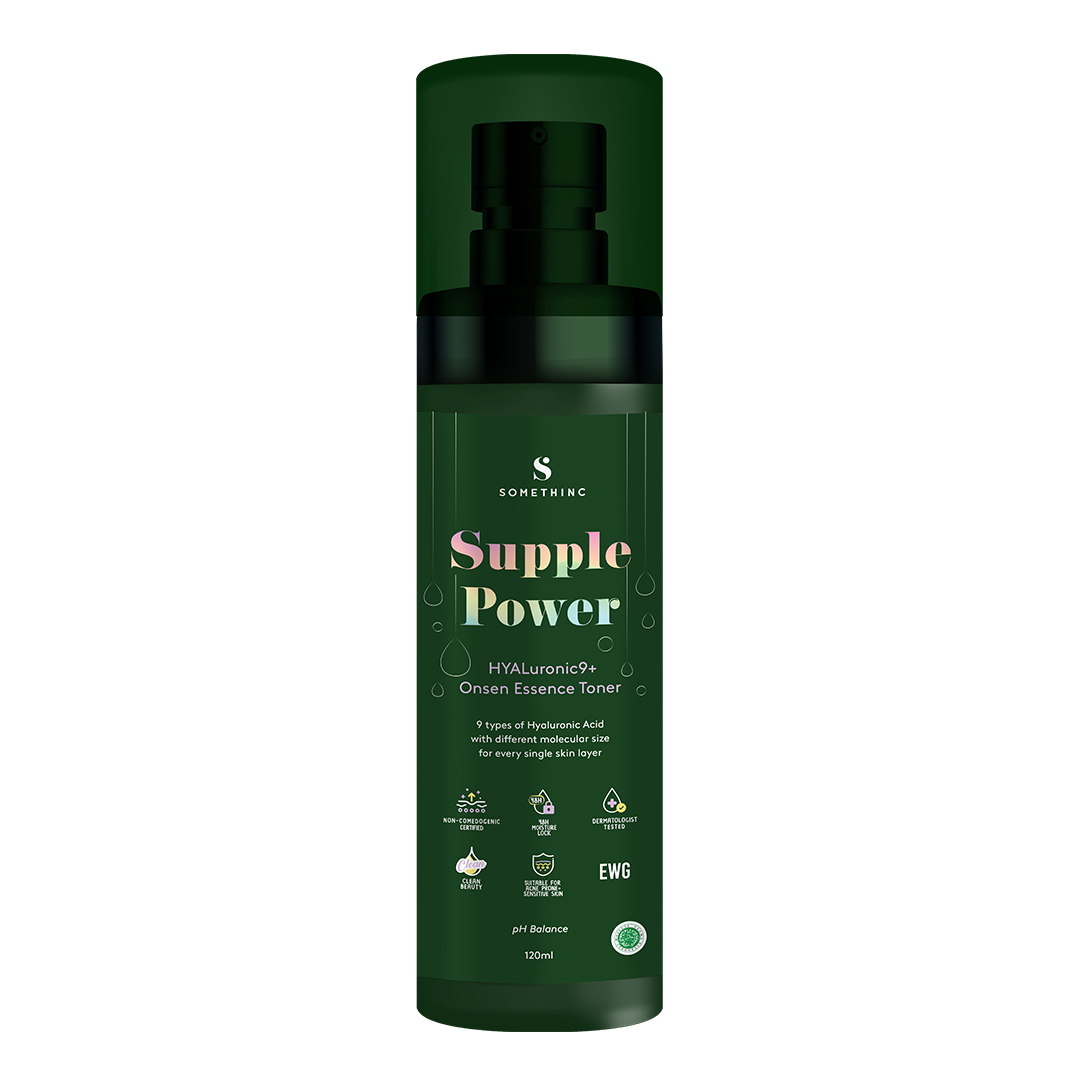 S
SOMETHINC
Supple
Power
HYALuronic9+
Onsen Essence Toner
9 types of Hyaluronic Acid
with different molecular size
for every single skin layer
NON-COMEDOGENIC
CERTIFIED
48H
48H
MOISTURE
LOCK
DERMATOLOGIST
TESTED
Clean
CLEAN
BEAUTY
SUITABLE FOR
ACNE PRONE+
SENSITIVE SKIN
EWG
pH Balance
120ml